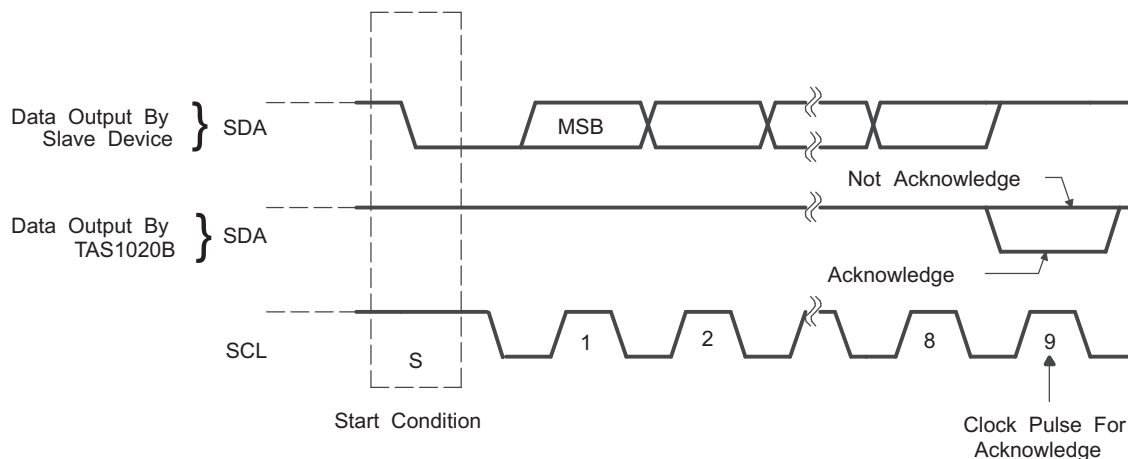 Data Output By
Slave Device
} SDA
MSB
Not Acknowledge
Data Output By
TAS1020B
} SDA
Acknowledge
SCL
S
1
2
8
9
Start Condition
Clock Pulse For
Acknowledge